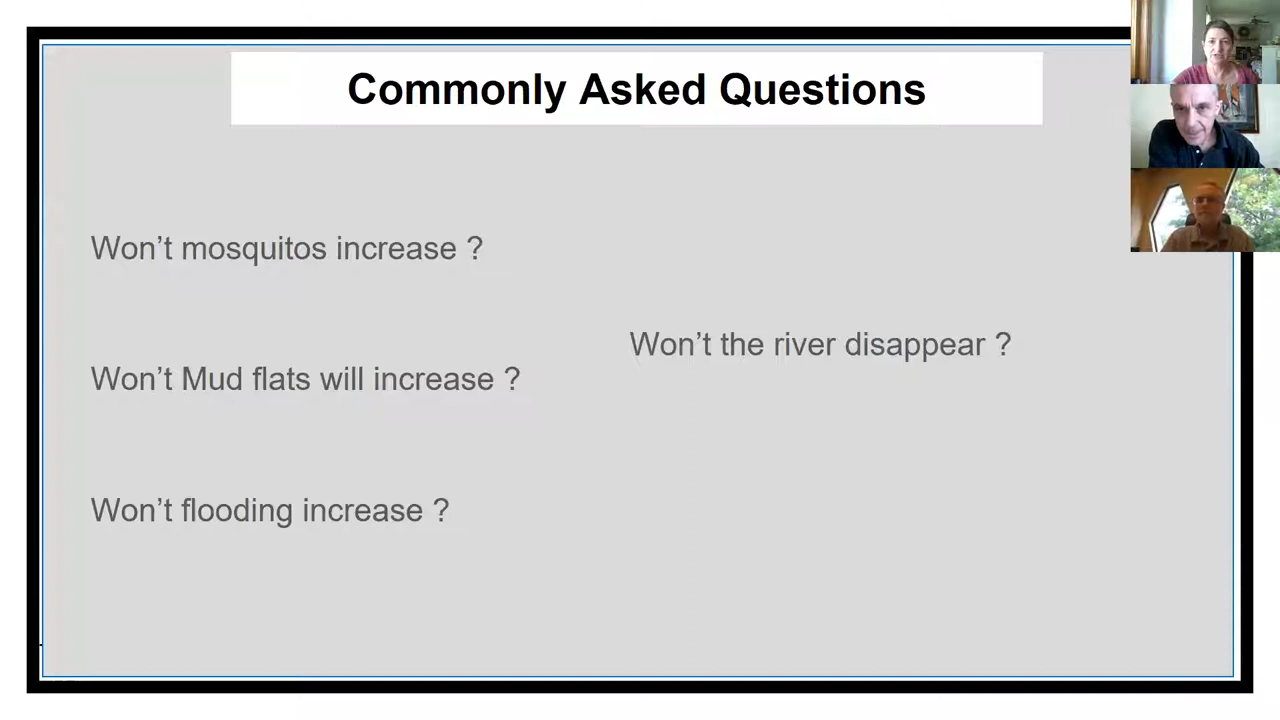 Commonly Asked Questions
Won't mosquitos increase ?
Won't the river disappear ?
Won't Mud flats will increase ?
Won't flooding increase ?